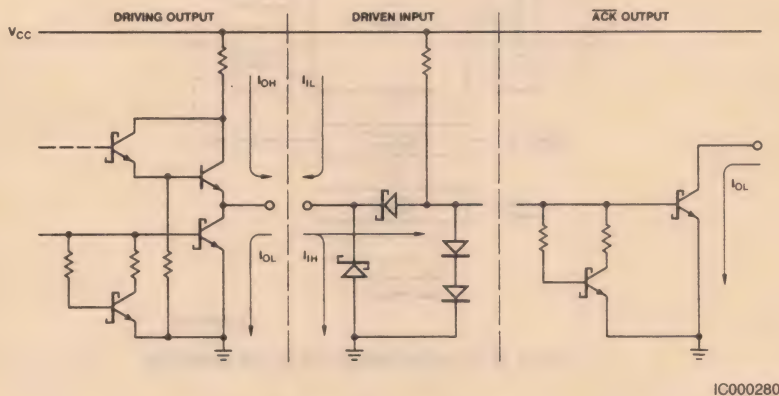 DRIVING OUTPUT
DRIVEN INPUT
ACK OUTPUT
VCC
IOH
IIL
IOL
IOL
IIH
IC000280